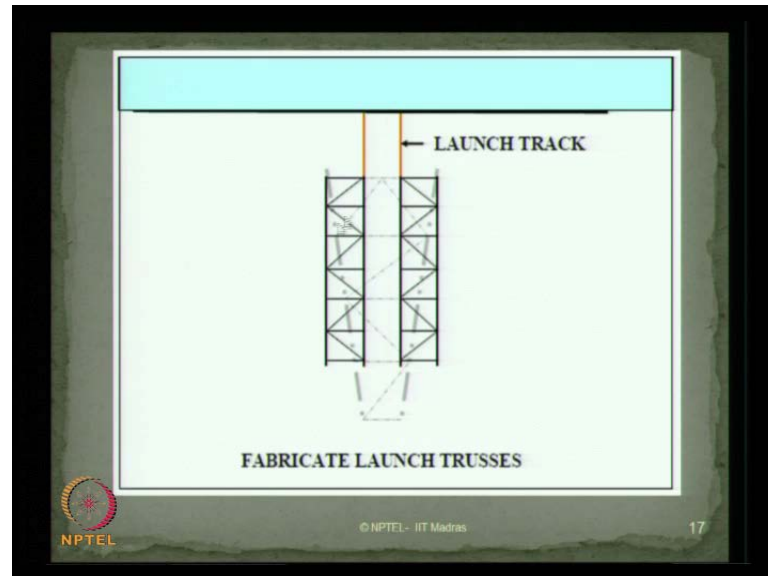 LAUNCH TRACK
FABRICATE LAUNCH TRUSSES
NPTEL
© NPTEL- IIT Madras
17